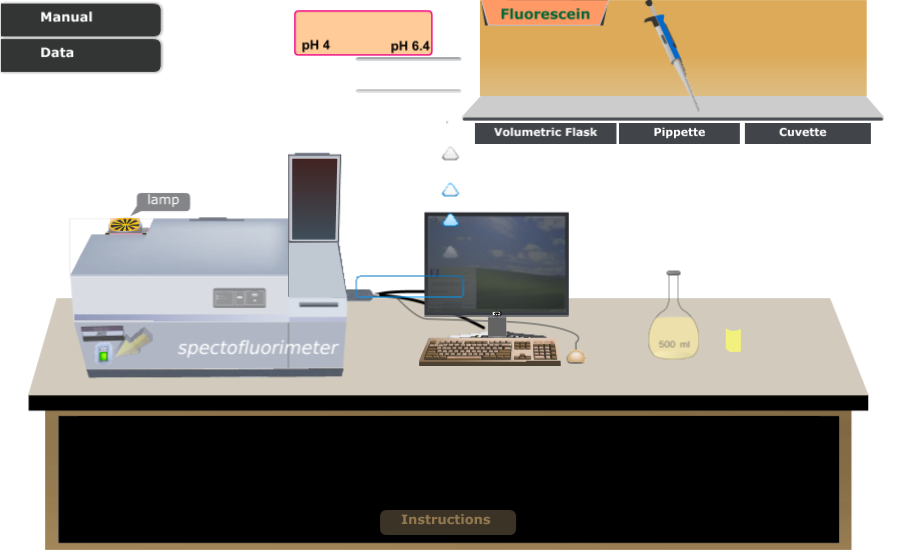 Manual
Data
pH 4 pH 6.4
Fluorescein
Volumetric Flask Pippette Cuvette
lamp
spectofluorimeter
500 ml
Instructions